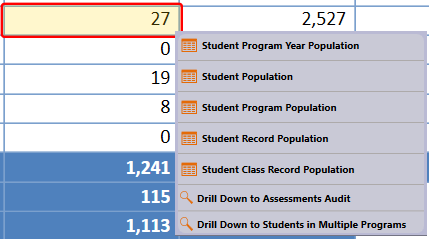 27 2,527
0 Student Program Year Population
19 Student Population
8 Student Program Population
0 Student Record Population
1,241 Student Class Record Population
115 Drill Down to Assessments Audit
1,113 Drill Down to Students in Multiple Programs